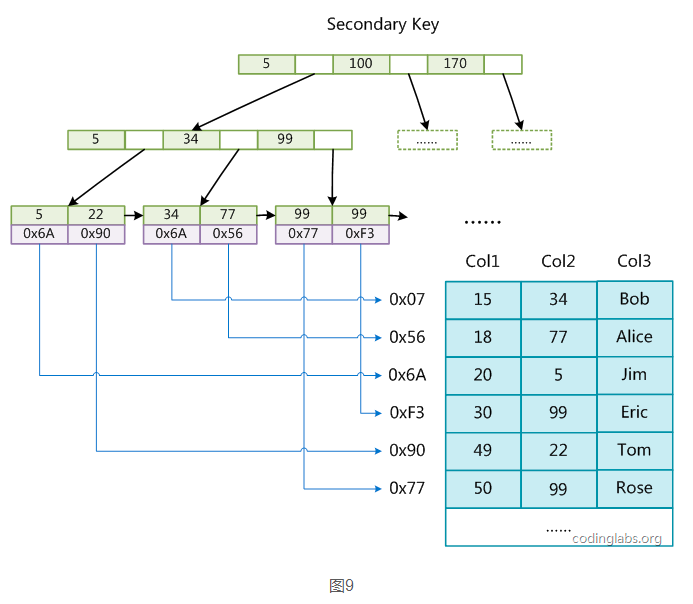 Secondary Key
5 100 170
5 34 99
...... ......
5 22 34 77 99 99
0x6A 0x90 0x6A 0x56 0x77 0xF3
......
Col1 Col2 Col3
0x07 15 34 Bob
0x56 18 77 Alice
0x6A 20 5 Jim
0xF3 30 99 Eric
0x90 49 22 Tom
0x77 50 99 Rose
......
codinglabs.org
图9